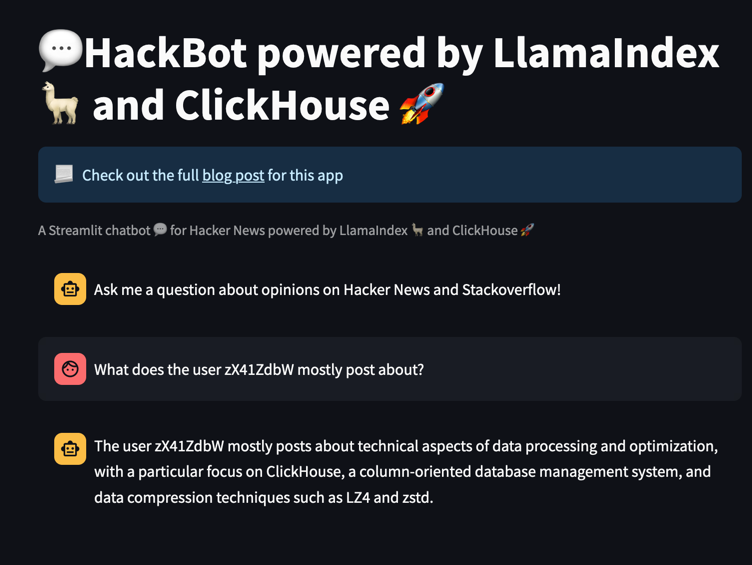 💬HackBot powered by LlamaIndex
🦙 and ClickHouse 🚀
📃 Check out the full blog post for this app
A Streamlit chatbot 💬 for Hacker News powered by LlamaIndex 🦙 and ClickHouse 🚀
Ask me a question about opinions on Hacker News and Stackoverflow!
What does the user zX41ZdbW mostly post about?
The user zX41ZdbW mostly posts about technical aspects of data processing and optimization,
with a particular focus on ClickHouse, a column-oriented database management system, and
data compression techniques such as LZ4 and zstd.